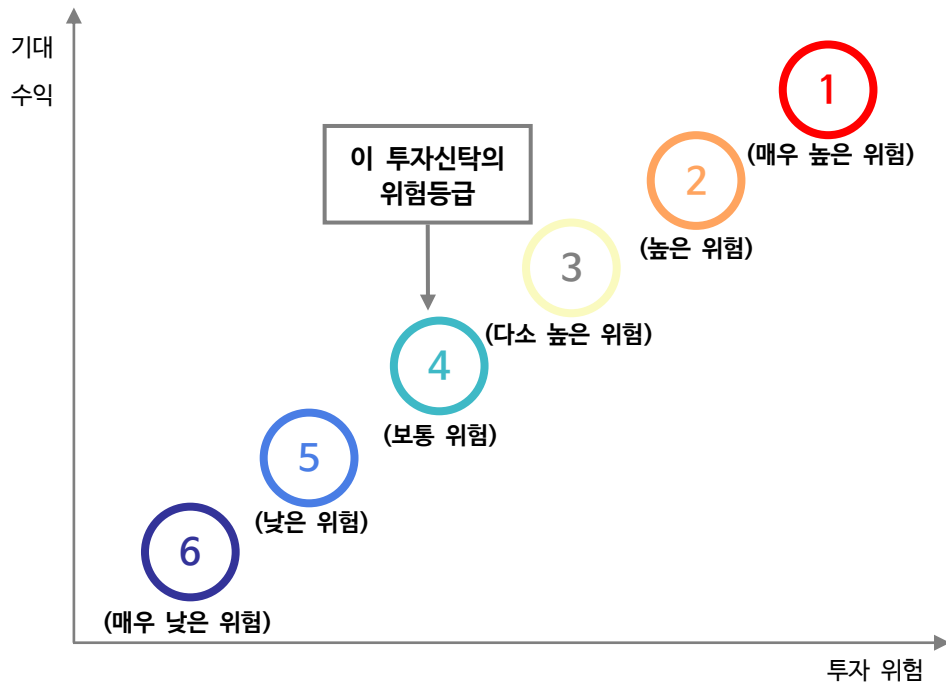 기대
수익
1
(매우 높은 위험)
이 투자신탁의
위험등급
2
(높은 위험)
3
(다소 높은 위험)
4
(보통 위험)
5
(낮은 위험)
6
(매우 낮은 위험)
투자 위험